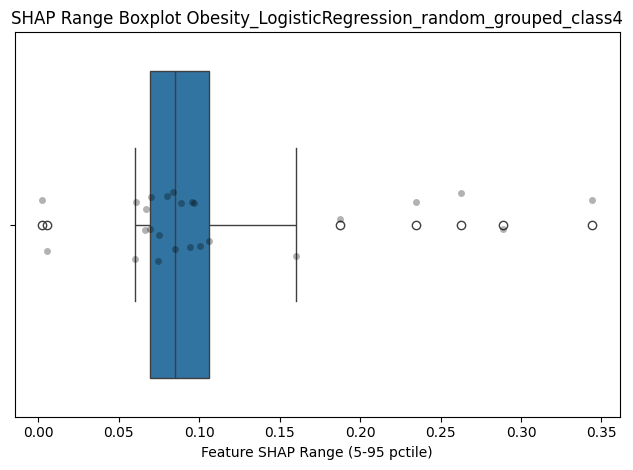 SHAP Range Boxplot Obesity_LogisticRegression_random_grouped_class4
0.00 0.05 0.10 0.15 0.20 0.25 0.30 0.35
Feature SHAP Range (5-95 pctile)